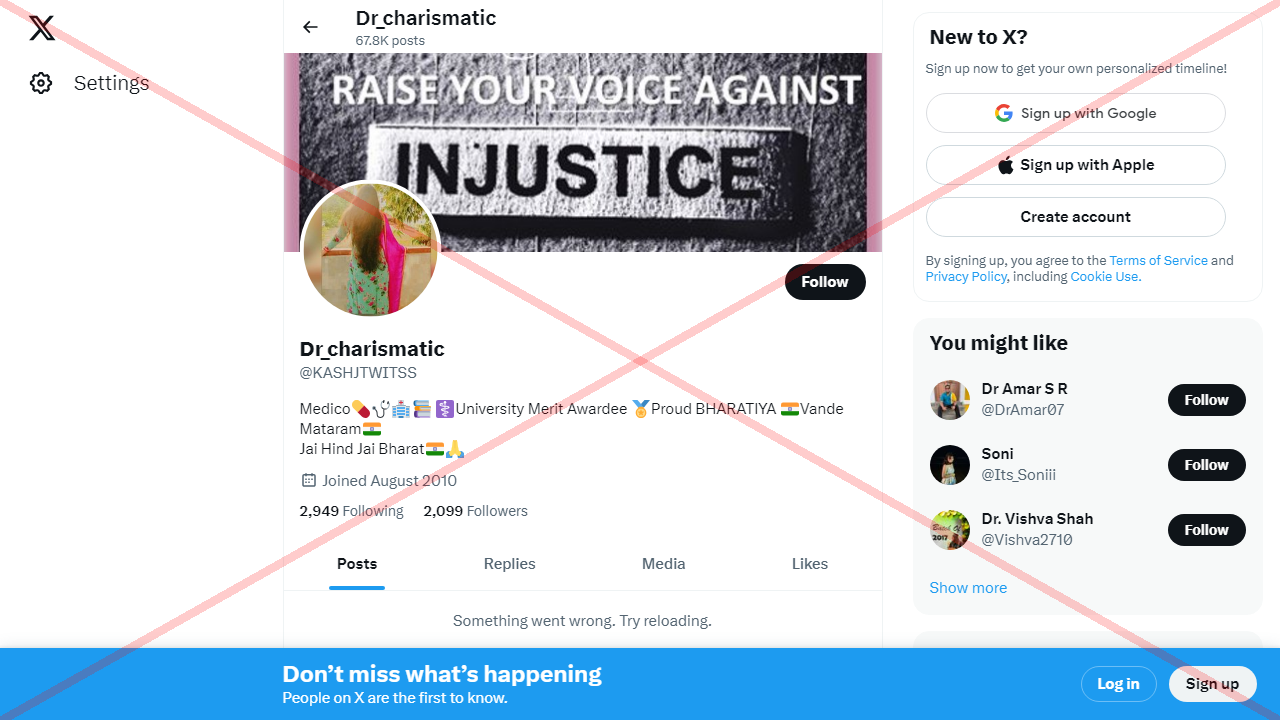 Dr_charismatic
67.8K posts
Settings
RAISE YOUR VOICE AGAINST
INJUSTICE
Follow
Dr_charismatic
@KASHJTWITSS
Medico💊🩺🏥📚 ⚕️University Merit Awardee 🏅Proud BHARATIYA 🇮🇳Vande
Mataram🇮🇳
Jai Hind Jai Bharat🇮🇳🙏
Joined August 2010
2,949 Following 2,099 Followers
Posts Replies Media Likes
Something went wrong. Try reloading.
New to X?
Sign up now to get your own personalized timeline!
Sign up with Google
Sign up with Apple
Create account
By signing up, you agree to the Terms of Service and
Privacy Policy, including Cookie Use.
You might like
Dr Amar S R
@DrAmar07
Follow
Soni
@Its_Soniii
Follow
Batch Of
2017
Dr. Vishva Shah
@Vishva2710
Follow
Show more
Don’t miss what’s happening
People on X are the first to know.
Log in
Sign up